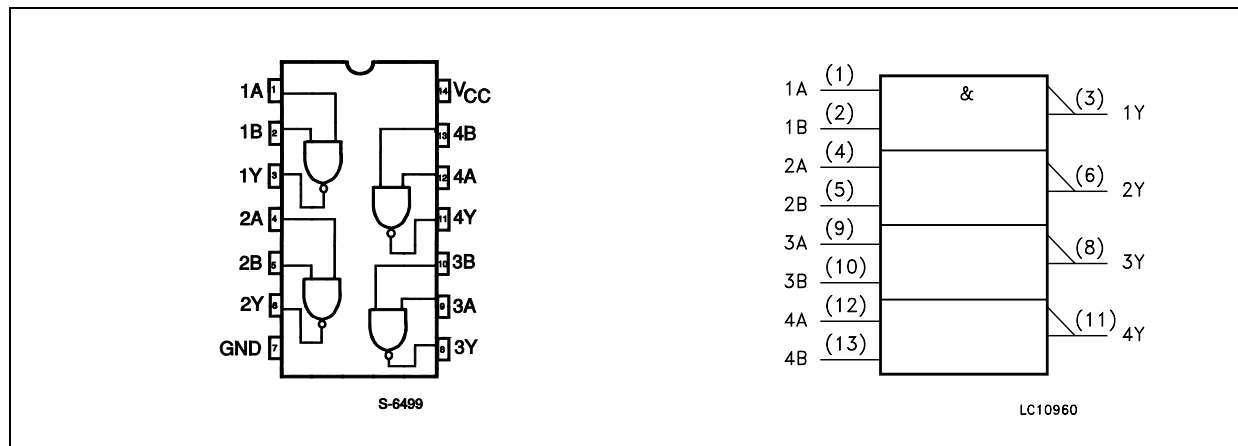 1A 1
1B 2
1Y 3
2A 4
2B 5
2Y 6
GND 7
14 VCC
13 4B
12 4A
11 4Y
10 3B
9 3A
8 3Y
S-6499
&
1A (1)
1B (2)
2A (4)
2B (5)
3A (9)
3B (10)
4A (12)
4B (13)
(3) 1Y
(6) 2Y
(8) 3Y
(11) 4Y
LC10960